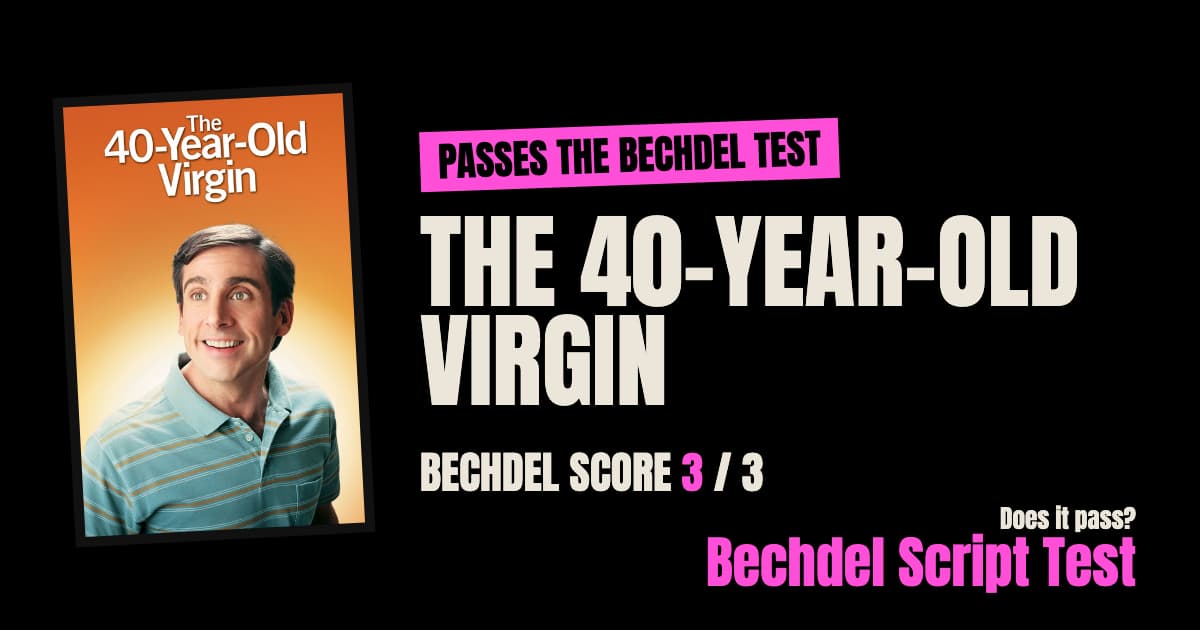 The
40-Year-Old
Virgin
PASSES THE BECHDEL TEST
THE 40-YEAR-OLD
VIRGIN
BECHDEL SCORE 3 / 3
Does it pass?
Bechdel Script Test